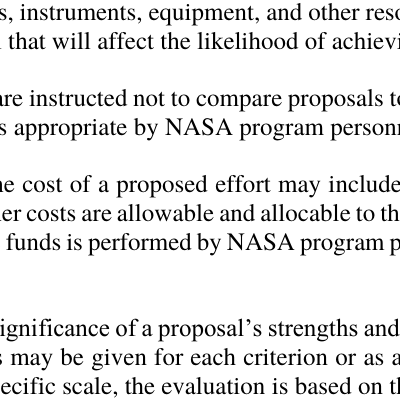 s, instruments, equipment, and other reso
that will affect the likelihood of achievi
are instructed not to compare proposals to
s appropriate by NASA program personn
he cost of a proposed effort may include
her costs are allowable and allocable to th
funds is performed by NASA program p
ignificance of a proposal’s strengths and
s may be given for each criterion or as a
ecific scale, the evaluation is based on th